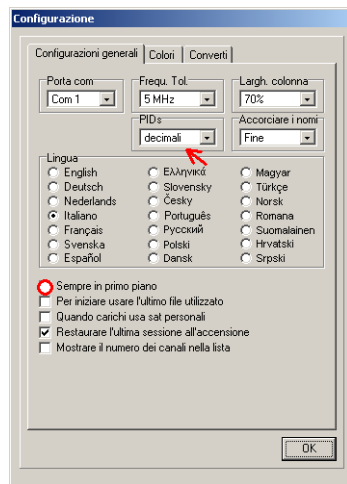 Configurazione
Configurazioni generali Colori Converti
Porta com Frequ. Tol. Largh. colonna
Com 1 5 MHz 70%
PIDs Accorciare i nomi
decimali Fine
Lingua
English Ελληνικά Magyar
Deutsch Slovensky Türkçe
Nederlands Česky Norsk
Italiano Português Romana
Français Русский Suomalainen
Svenska Polski Hrvatski
Español Dansk Srpski
Sempre in primo piano
Per iniziare usare l'ultimo file utilizzato
Quando carichi usa sat personali
Restaurare l'ultima sessione all'accensione
Mostrare il numero dei canali nella lista
OK